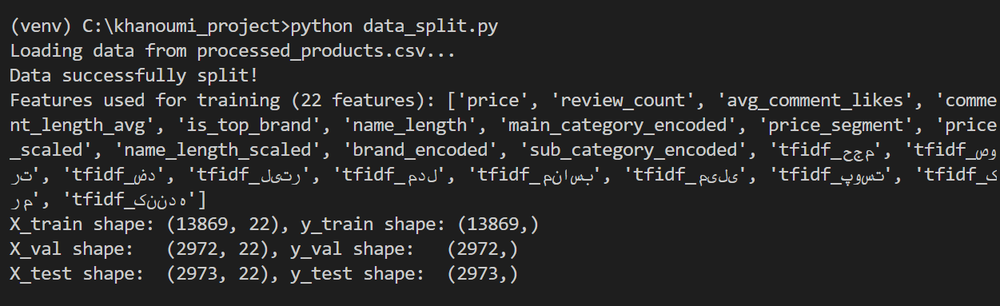 (venv) C:\khanoumi_project>python data_split.py
Loading data from processed_products.csv...
Data successfully split!
Features used for training (22 features): ['price', 'review_count', 'avg_comment_likes', 'comme
nt_length_avg', 'is_top_brand', 'name_length', 'main_category_encoded', 'price_segment', 'price
_scaled', 'name_length_scaled', 'brand_encoded', 'sub_category_encoded', 'tfidf_حجم', 'tfidf_صو
رت', 'tfidf_ضد', 'tfidf_لیتر', 'tfidf_مدل', 'tfidf_مناسب', 'tfidf_میلی', 'tfidf_پوست', 'tfidf_ک
رم', 'tfidf_کننده']
X_train shape: (13869, 22), y_train shape: (13869,)
X_val shape:   (2972, 22), y_val shape:   (2972,)
X_test shape:  (2973, 22), y_test shape:  (2973,)